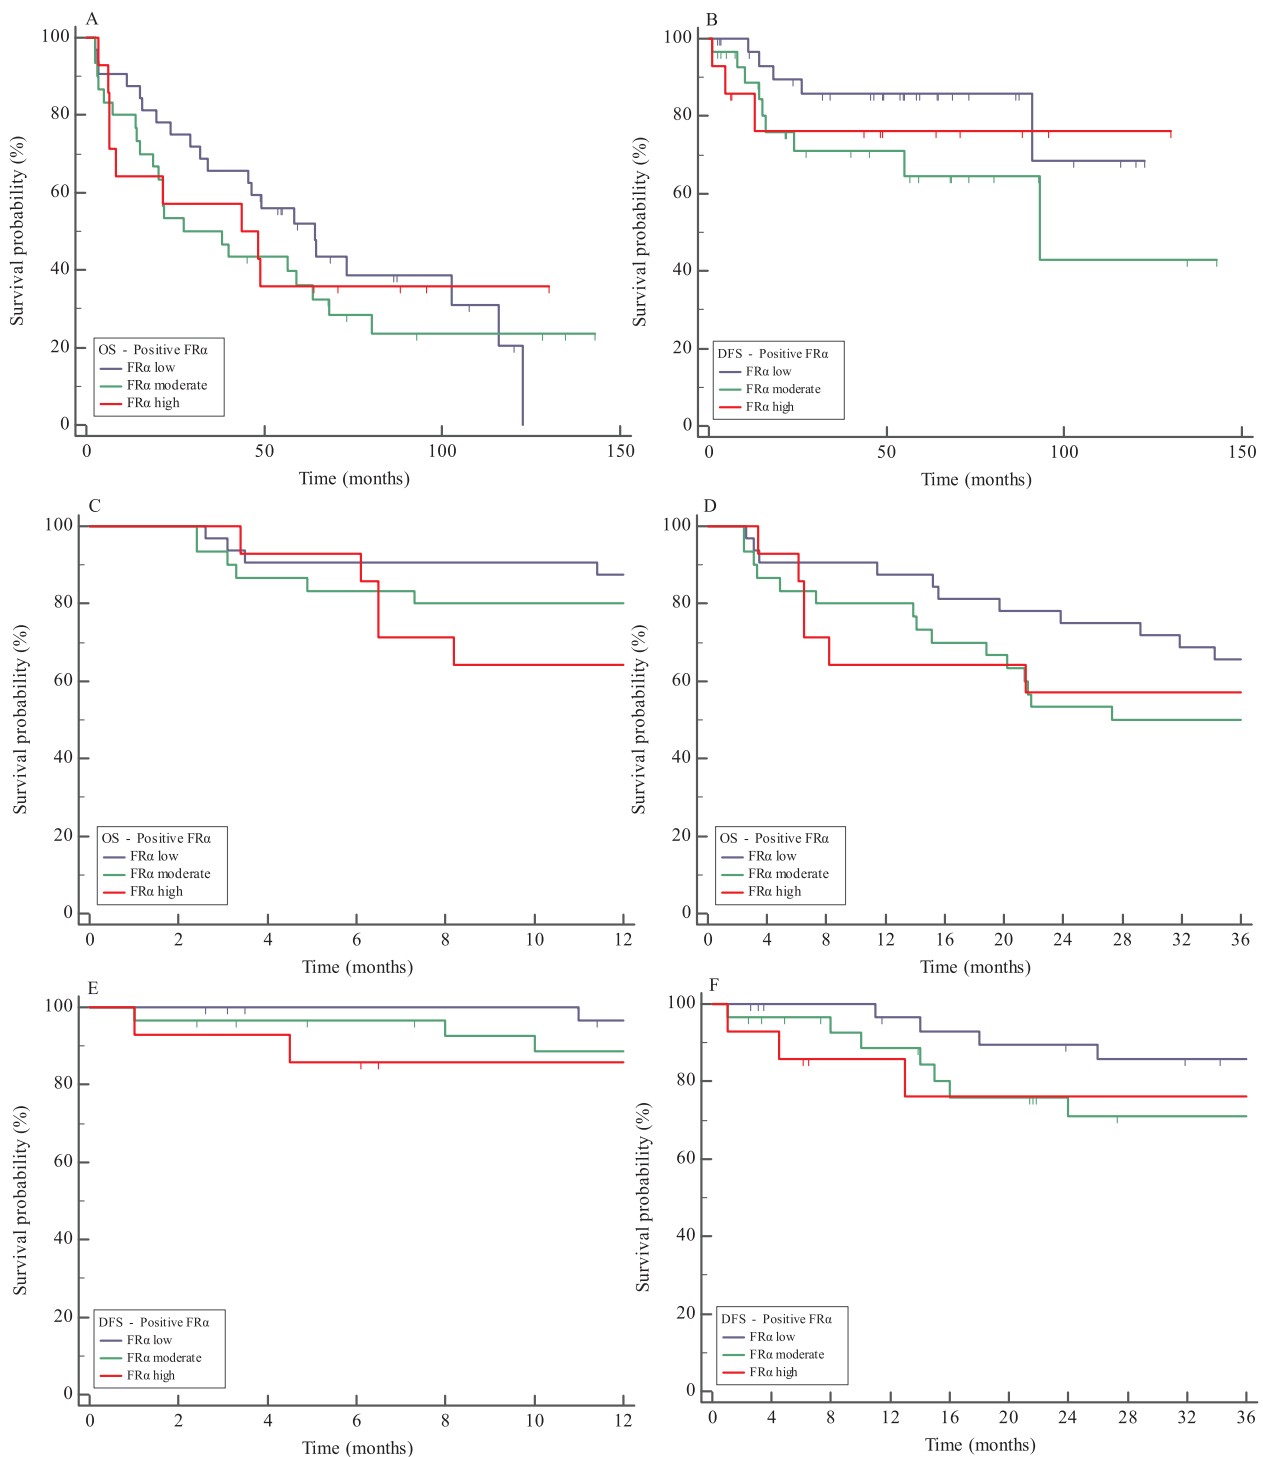 A
Survival probability (%)
100
80
60
40
20
0
OS - Positive FRα
FRα low
FRα moderate
FRα high
0 50 100 150
Time (months)
B
Survival probability (%)
100
80
60
40
20
0
DFS - Positive FRα
FRα low
FRα moderate
FRα high
0 50 100 150
Time (months)
C
Survival probability (%)
100
80
60
40
20
0
OS - Positive FRα
FRα low
FRα moderate
FRα high
0 2 4 6 8 10 12
Time (months)
D
Survival probability (%)
100
80
60
40
20
0
OS - Positive FRα
FRα low
FRα moderate
FRα high
0 4 8 12 16 20 24 28 32 36
Time (months)
E
Survival probability (%)
100
80
60
40
20
0
DFS - Positive FRα
FRα low
FRα moderate
FRα high
0 2 4 6 8 10 12
Time (months)
F
Survival probability (%)
100
80
60
40
20
0
DFS - Positive FRα
FRα low
FRα moderate
FRα high
0 4 8 12 16 20 24 28 32 36
Time (months)